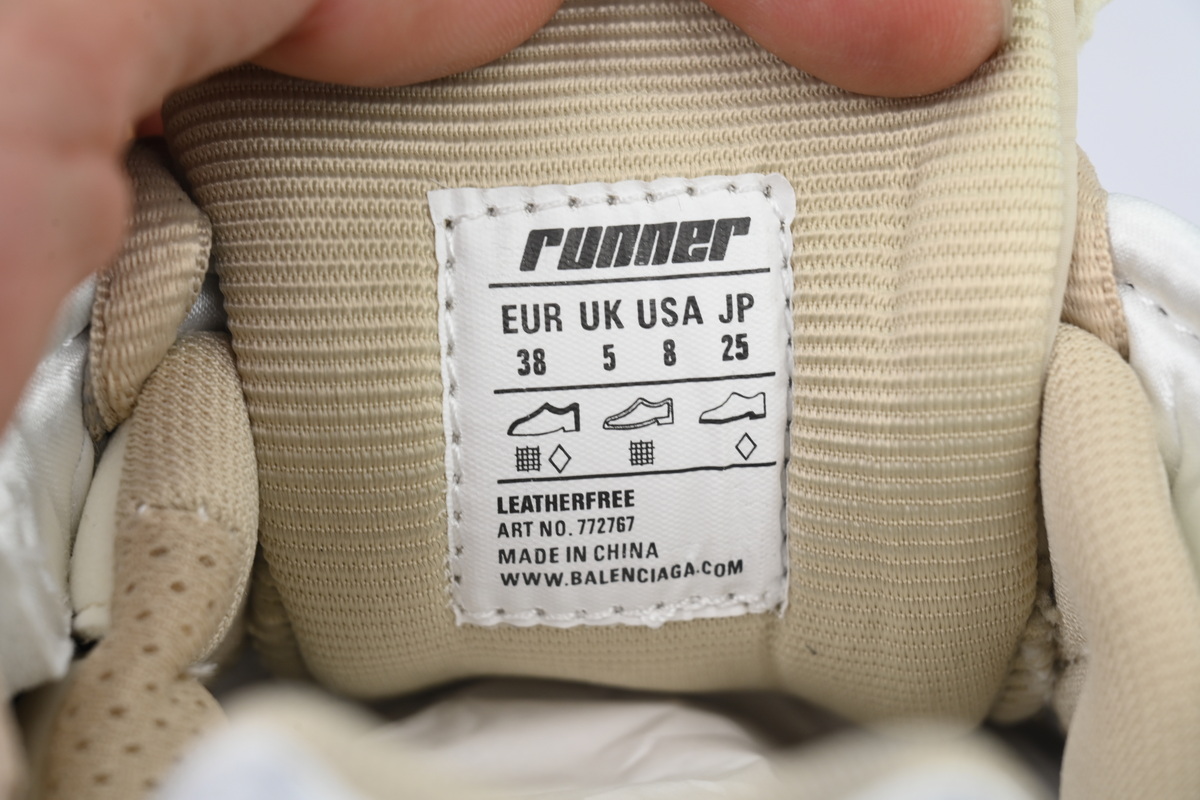 runner
EUR UK USA JP
38 5 8 25
LEATHERFREE
ART NO. 772767
MADE IN CHINA
WWW.BALENCIAGA.COM